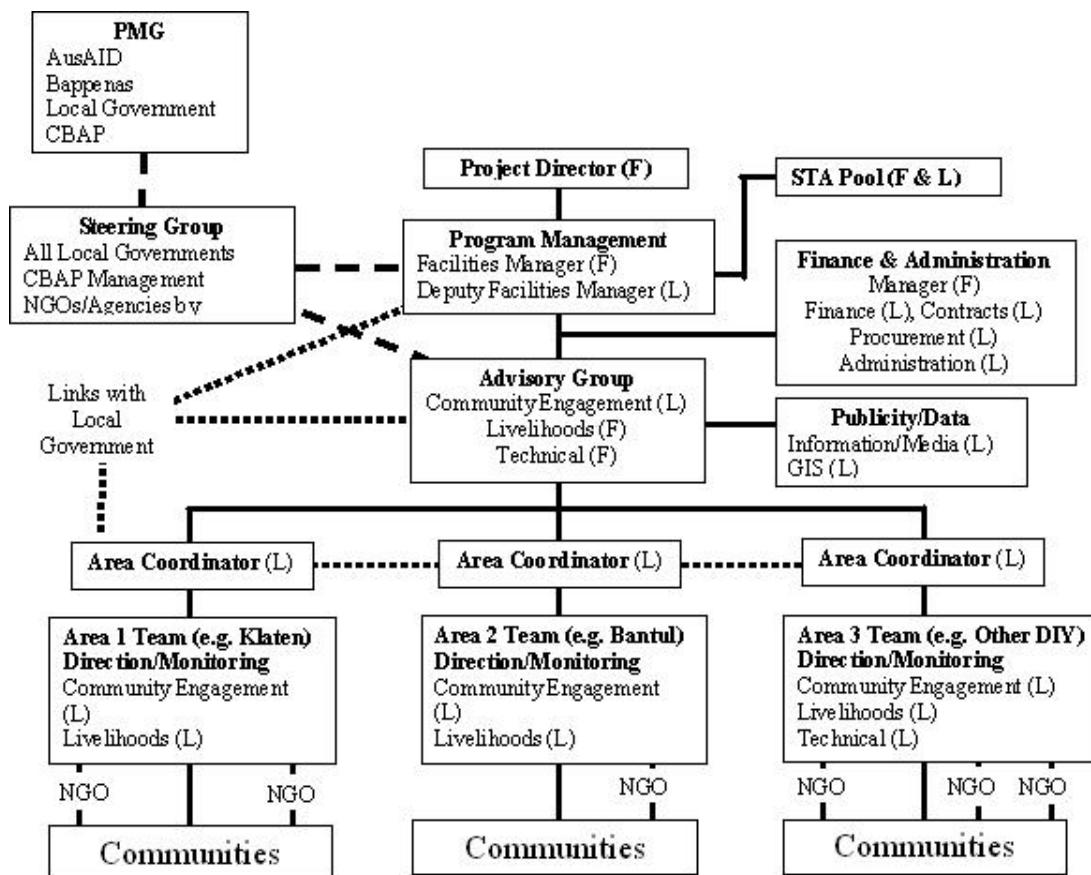 PMG
AusAID
Bappenas
Local Government
CBAP
Project Director (F)
STA Pool (F & L)
Steering Group
All Local Governments
CBAP Management
NGOs/Agencies by
Program Management
Facilities Manager (F)
Deputy Facilities Manager (L)
Finance & Administration
Manager (F)
Finance (L), Contracts (L)
Procurement (L)
Administration (L)
Links with
Local
Government
Advisory Group
Community Engagement (L)
Livelihoods (F)
Technical (F)
Publicity/Data
Information/Media (L)
GIS (L)
Area Coordinator (L)
Area Coordinator (L)
Area Coordinator (L)
Area 1 Team (e.g. Klaten)
Direction/Monitoring
Community Engagement
(L)
Livelihoods (L)
Area 2 Team (e.g. Bantul)
Direction/Monitoring
Community Engagement
(L)
Livelihoods (L)
Area 3 Team (e.g. Other DIY)
Direction/Monitoring
Community Engagement (L)
Livelihoods (L)
Technical (L)
NGO
NGO
NGO
NGO
NGO
NGO
Communities
Communities
Communities